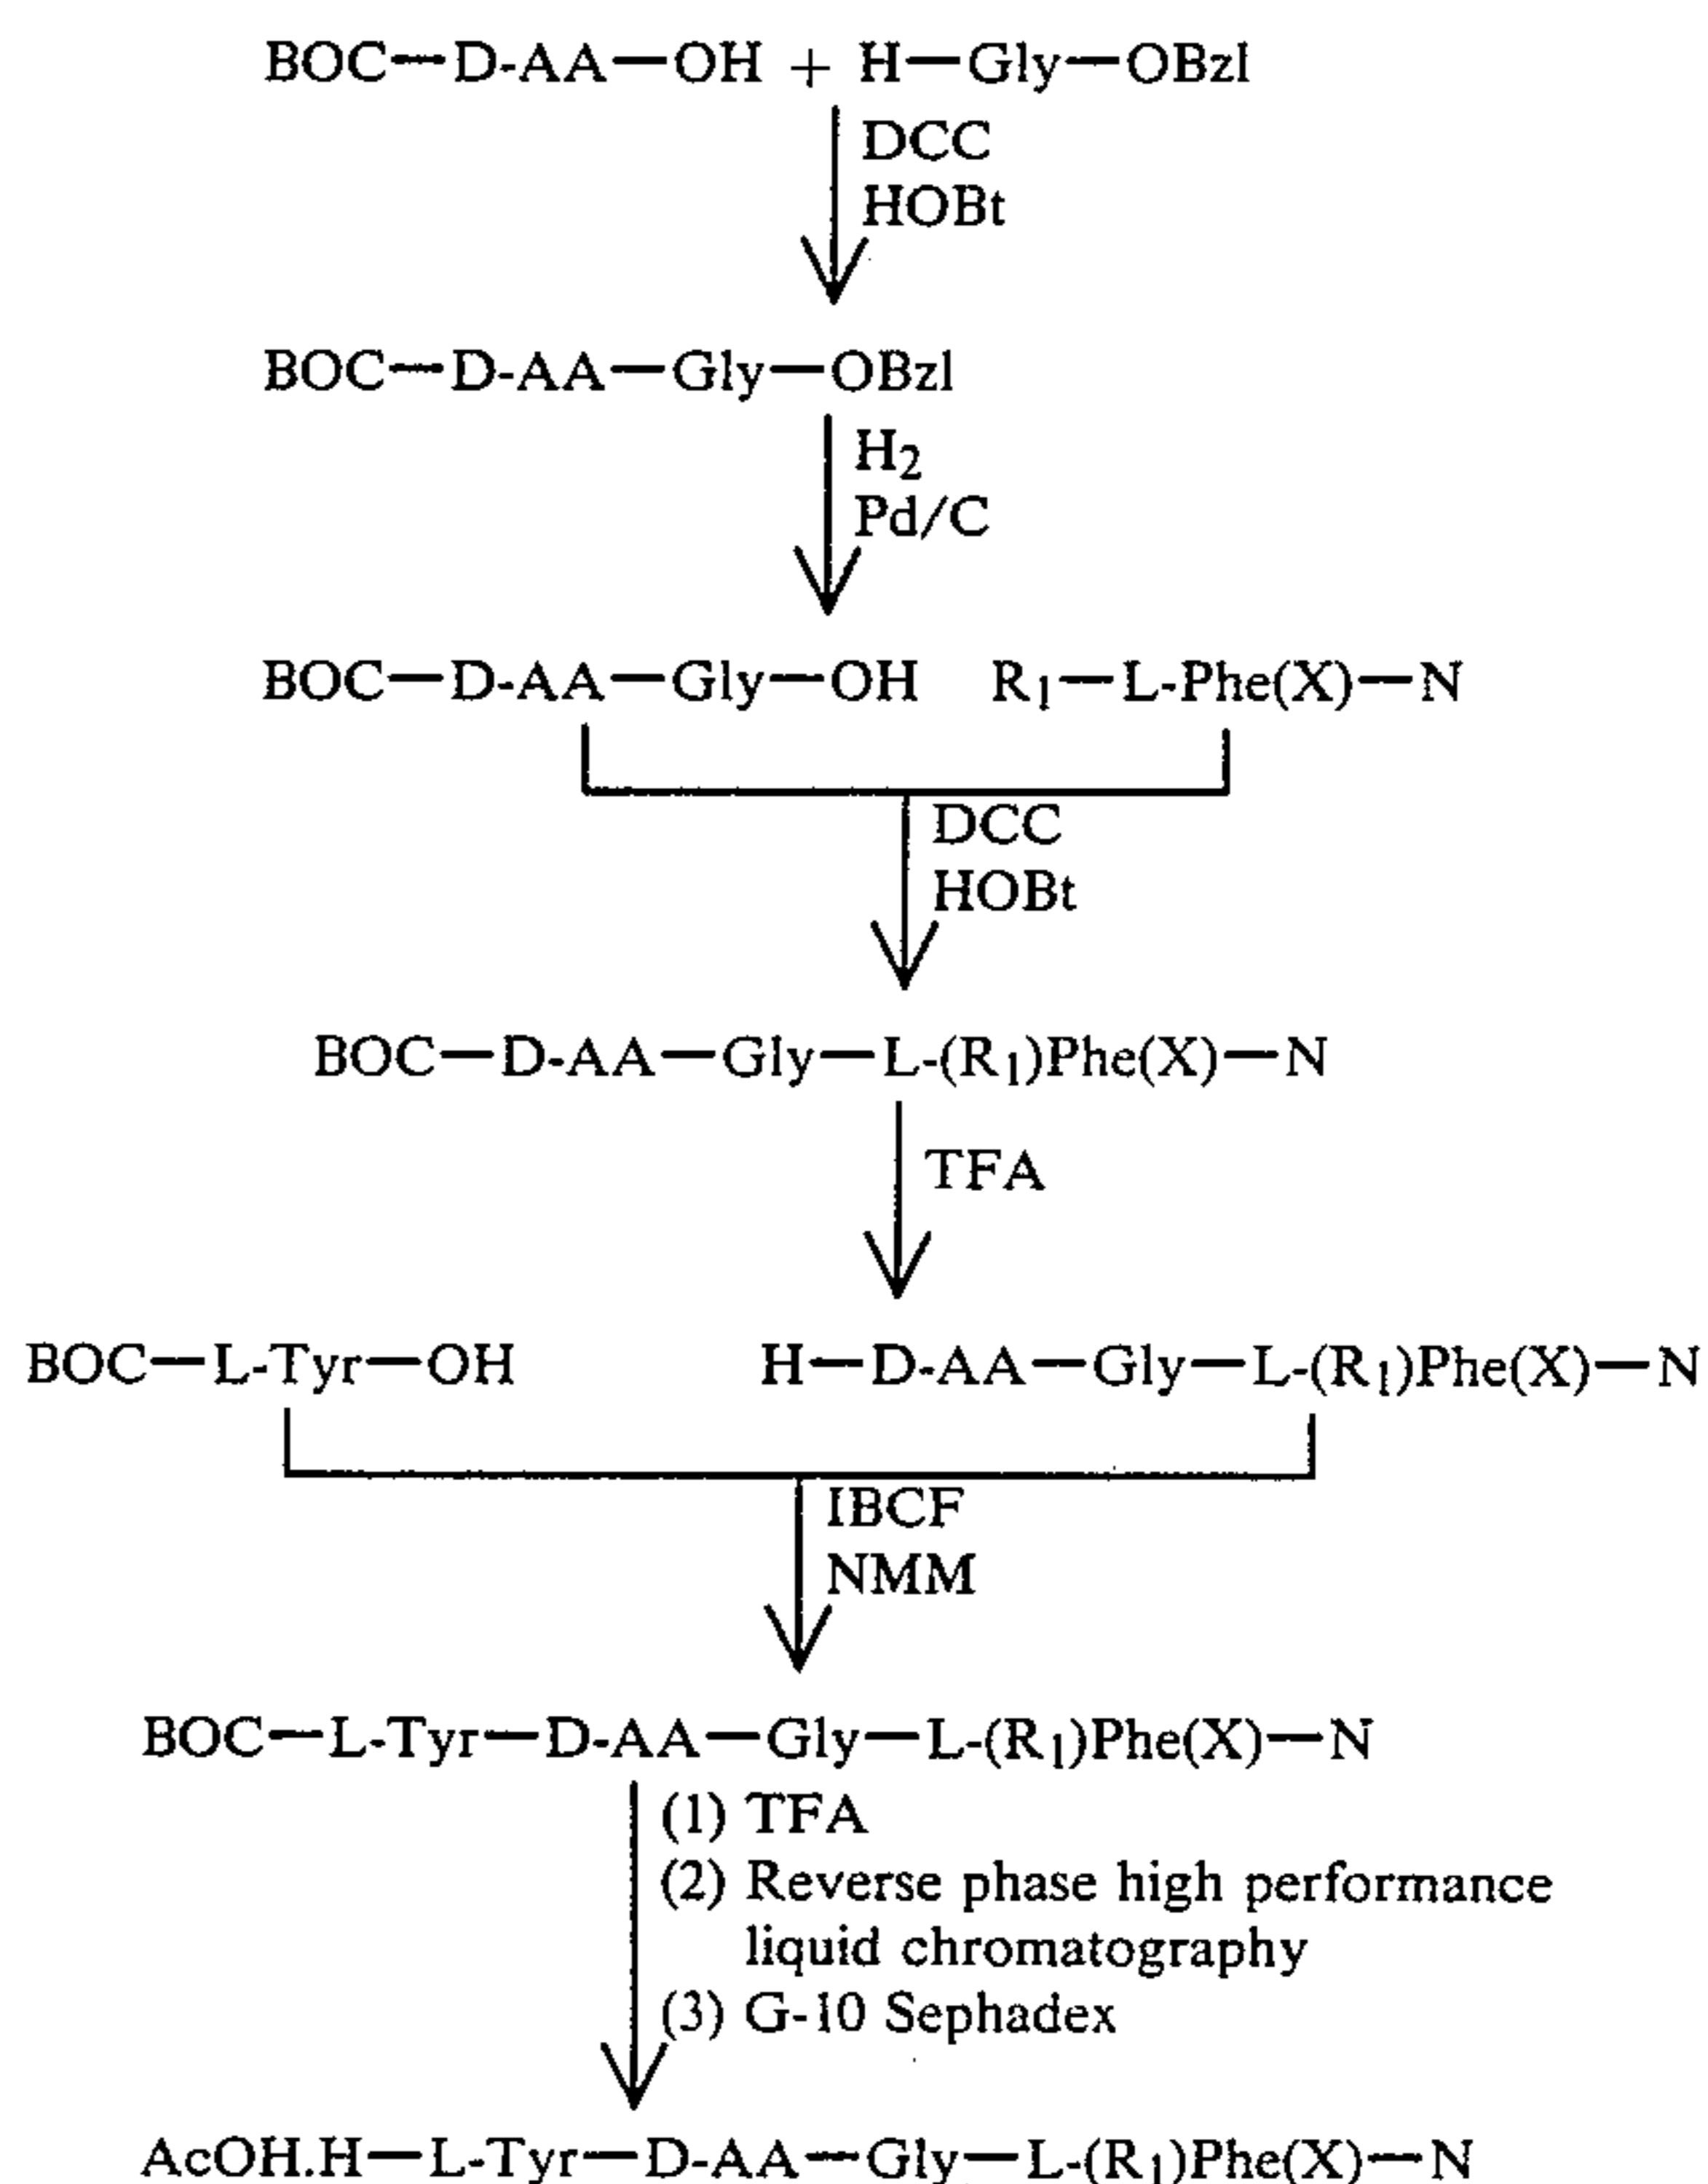 BOC—D-AA—OH + H—Gly—OBzl
DCC
HOBt
BOC—D-AA—Gly—OBzl
H₂
Pd/C
BOC—D-AA—Gly—OH R₁—L-Phe(X)—N
DCC
HOBt
BOC—D-AA—Gly—L-(R₁)Phe(X)—N
TFA
BOC—L-Tyr—OH H—D-AA—Gly—L-(R₁)Phe(X)—N
IBCF
NMM
BOC—L-Tyr—D-AA—Gly—L-(R₁)Phe(X)—N
(1) TFA
(2) Reverse phase high performance
liquid chromatography
(3) G-10 Sephadex
AcOH.H—L-Tyr—D-AA—Gly—L-(R₁)Phe(X)—N